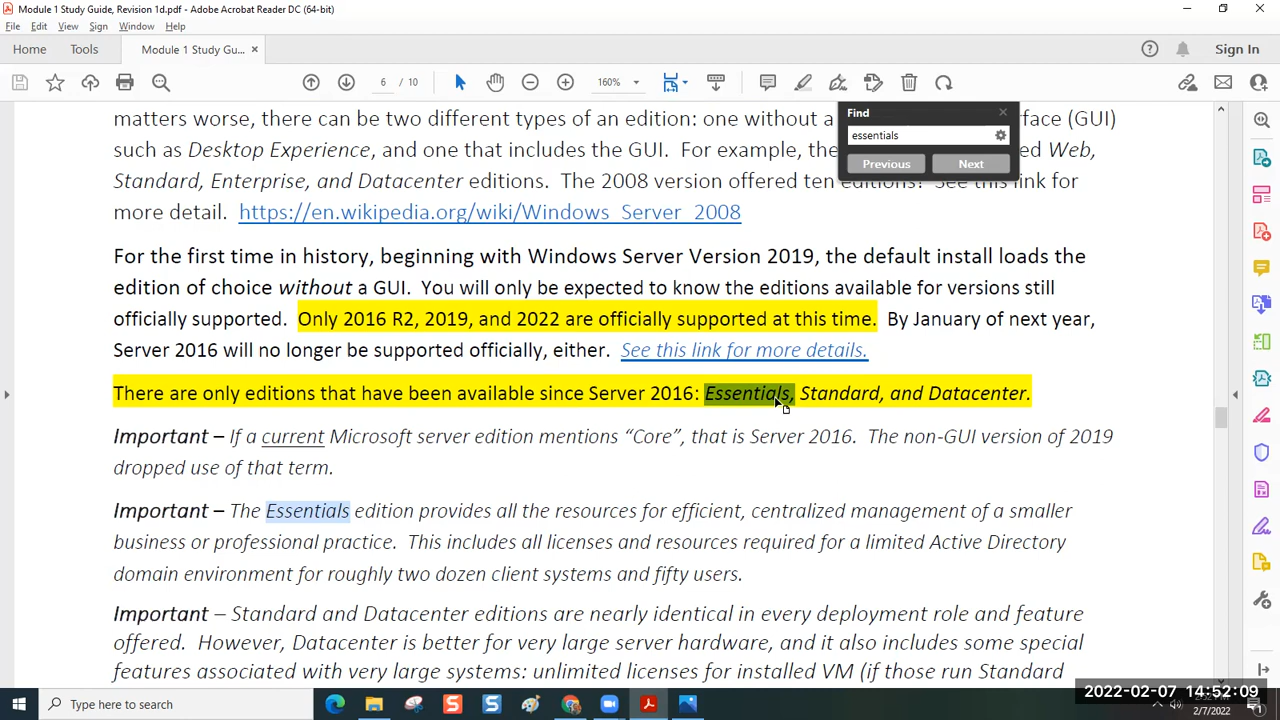 Module 1 Study Guide, Revision 1d.pdf - Adobe Acrobat Reader DC (64-bit)
File Edit View Sign Window Help
Home Tools Module 1 Study Gu... × Sign In
6 / 10 160%
Find
essentials
Previous Next
matters worse, there can be two different types of an edition: one without a rface (GUI)
such as Desktop Experience, and one that includes the GUI. For example, the ed Web,
Standard, Enterprise, and Datacenter editions. The 2008 version offered ten editions! See this link for
more detail. https://en.wikipedia.org/wiki/Windows_Server_2008
For the first time in history, beginning with Windows Server Version 2019, the default install loads the
edition of choice without a GUI. You will only be expected to know the editions available for versions still
officially supported. Only 2016 R2, 2019, and 2022 are officially supported at this time. By January of next year,
Server 2016 will no longer be supported officially, either. See this link for more details.
There are only editions that have been available since Server 2016: Essentials, Standard, and Datacenter.
Important – If a current Microsoft server edition mentions “Core”, that is Server 2016. The non-GUI version of 2019
dropped use of that term.
Important – The Essentials edition provides all the resources for efficient, centralized management of a smaller
business or professional practice. This includes all licenses and resources required for a limited Active Directory
domain environment for roughly two dozen client systems and fifty users.
Important – Standard and Datacenter editions are nearly identical in every deployment role and feature
offered. However, Datacenter is better for very large server hardware, and it also includes some special
features associated with very large systems: unlimited licenses for installed VM (if those run Standard
Type here to search
2022-02-07 14:52:09
2/7/2022